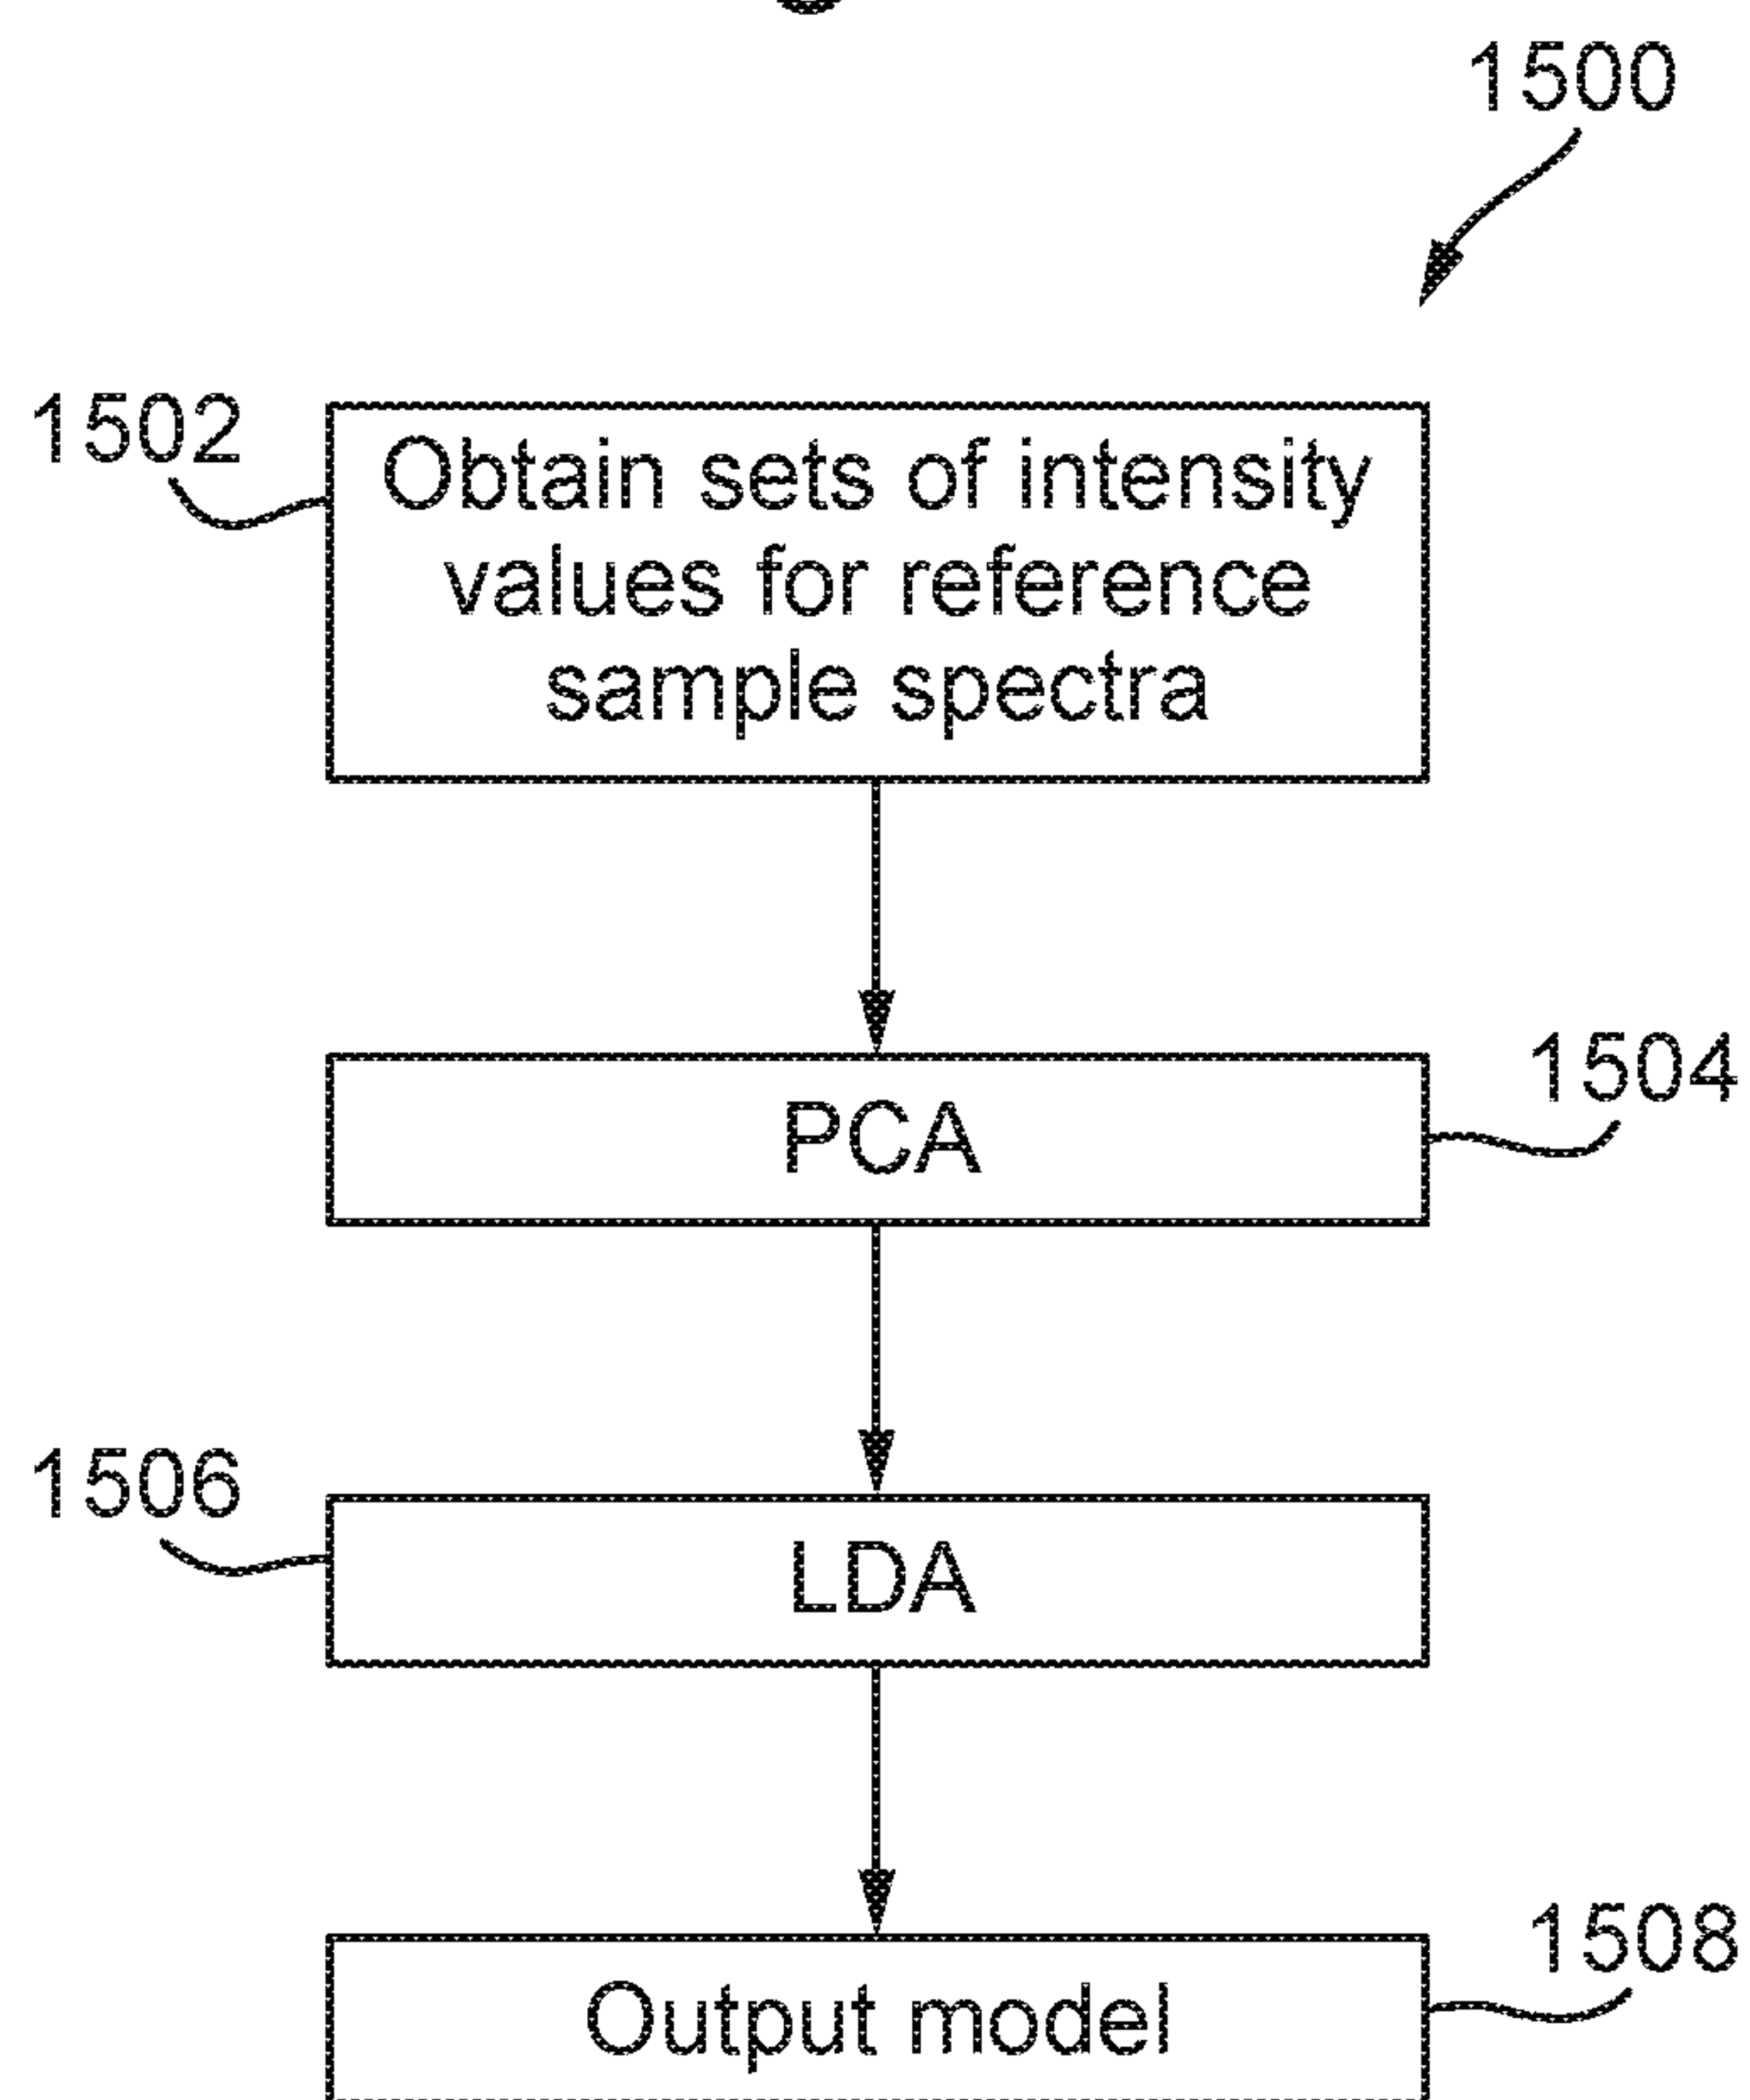 1500
1502
Obtain sets of intensity
values for reference
sample spectra
1504
PCA
1506
LDA
1508
Output model